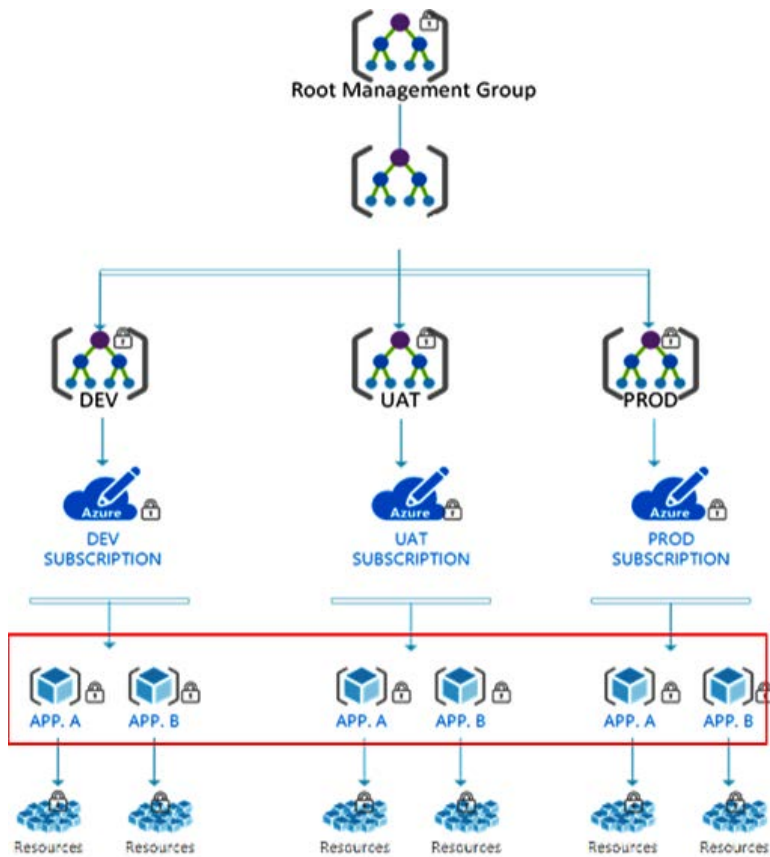 Root Management Group
DEV
UAT
PROD
Azure
Azure
Azure
DEV
SUBSCRIPTION
UAT
SUBSCRIPTION
PROD
SUBSCRIPTION
APP. A
APP. B
APP. A
APP. B
APP. A
APP. B
Resources
Resources
Resources
Resources
Resources
Resources